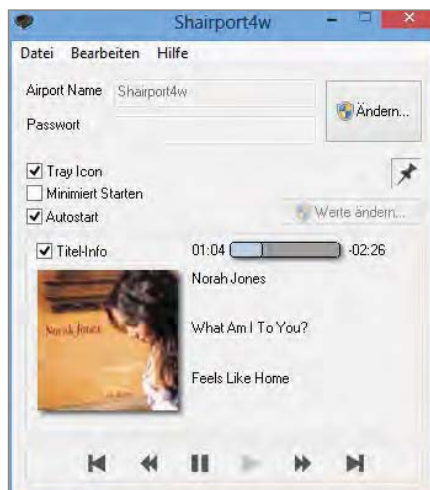 Shairport4w
Datei Bearbeiten Hilfe
Airport Name Shairport4w
Ändern...
Passwort
Tray Icon
Minimiert Starten
Werte ändern...
Autostart
Titel-Info 01:04 -02:26
Norah Jones
Norah Jones
What Am I To You?
Feels Like Home